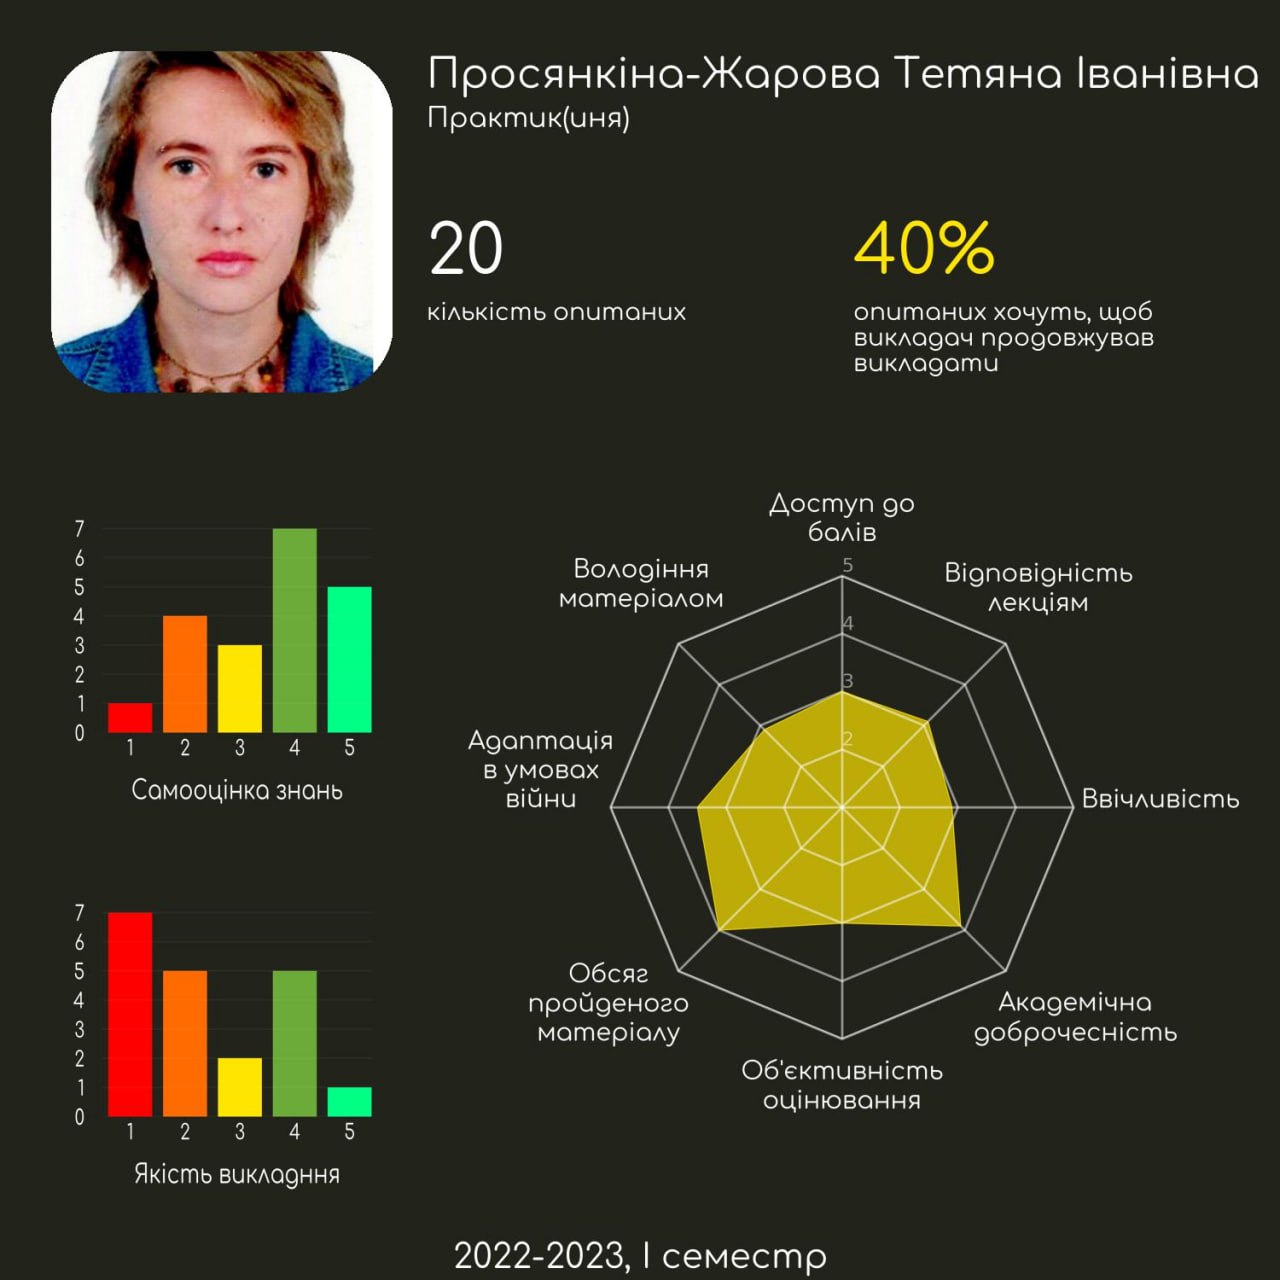 Просянкіна-Жарова Тетяна Іванівна
Практик(иня)
20
кількість опитаних
40%
опитаних хочуть, щоб
викладач продовжував
викладати
7
6
5
4
3
2
1
0
1 2 3 4 5
Самооцінка знань
7
6
5
4
3
2
1
0
1 2 3 4 5
Якість викладння
Доступ до
балів
Відповідність
лекціям
Ввічливість
Академічна
доброчесність
Об'єктивність
оцінювання
Обсяг
пройденого
матеріалу
Адаптація
в умовах
війни
Володіння
матеріалом
5
4
3
2
2022-2023, І семестр